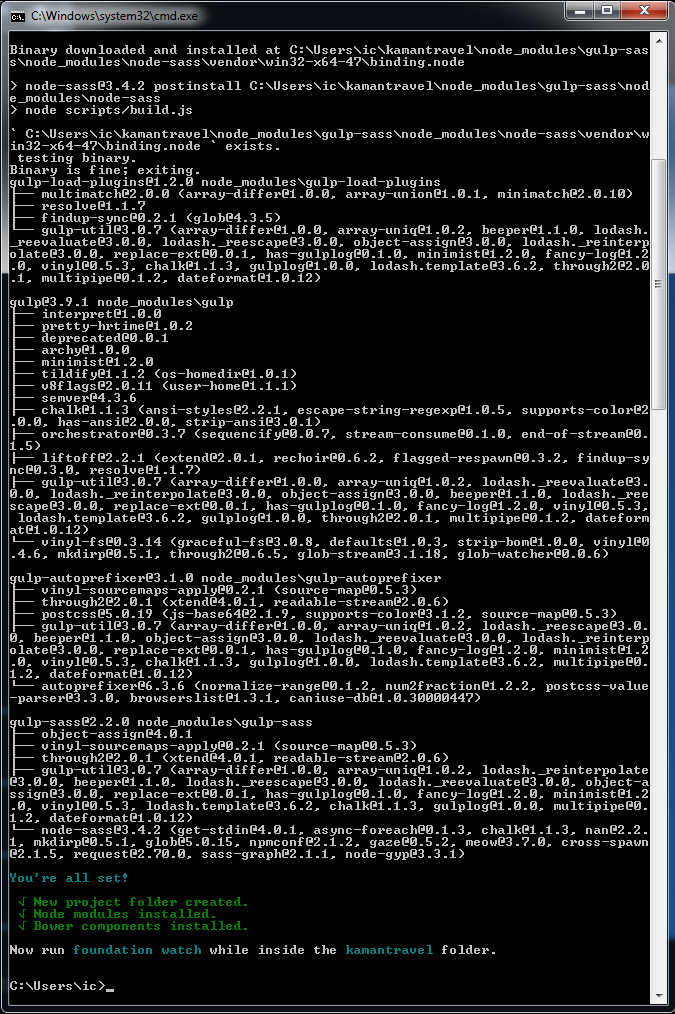 C:\Windows\system32\cmd.exe
Binary downloaded and installed at C:\Users\ic\kamantravel\node_modules\gulp-sas
s\node_modules\node-sass\vendor\win32-x64-47\binding.node
> node-sass@3.4.2 postinstall C:\Users\ic\kamantravel\node_modules\gulp-sass\nod
e_modules\node-sass
> node scripts/build.js
` C:\Users\ic\kamantravel\node_modules\gulp-sass\node_modules\node-sass\vendor\w
in32-x64-47\binding.node ` exists.
testing binary.
Binary is fine; exiting.
gulp-load-plugins@1.2.0 node_modules\gulp-load-plugins
├── multimatch@2.0.0 (array-differ@1.0.0, array-union@1.0.1, minimatch@2.0.10)
├── resolve@1.1.7
├── findup-sync@0.2.1 (glob@4.3.5)
└── gulp-util@3.0.7 (array-differ@1.0.0, array-uniq@1.0.2, beeper@1.1.0, lodash.
_reevaluate@3.0.0, lodash._reescape@3.0.0, object-assign@3.0.0, lodash._reinterp
olate@3.0.0, replace-ext@0.0.1, has-gulplog@0.1.0, minimist@1.2.0, fancy-log@1.2
.0, vinyl@0.5.3, chalk@1.1.3, gulplog@1.0.0, lodash.template@3.6.2, through2@2.0
.1, multipipe@0.1.2, dateformat@1.0.12)
gulp@3.9.1 node_modules\gulp
├── interpret@1.0.0
├── pretty-hrtime@1.0.2
├── deprecated@0.0.1
├── archy@1.0.0
├── minimist@1.2.0
├── tildify@1.1.2 (os-homedir@1.0.1)
├── v8flags@2.0.11 (user-home@1.1.1)
├── semver@4.3.6
├── chalk@1.1.3 (ansi-styles@2.2.1, escape-string-regexp@1.0.5, supports-color@2
.0.0, has-ansi@2.0.0, strip-ansi@3.0.1)
├── orchestrator@0.3.7 (sequencify@0.0.7, stream-consume@0.1.0, end-of-stream@0.
1.5)
├── liftoff@2.2.1 (extend@2.0.1, rechoir@0.6.2, flagged-respawn@0.3.2, findup-sy
nc@0.3.0, resolve@1.1.7)
├── gulp-util@3.0.7 (array-differ@1.0.0, array-uniq@1.0.2, lodash._reevaluate@3.
0.0, lodash._reinterpolate@3.0.0, object-assign@3.0.0, beeper@1.1.0, lodash._ree
scape@3.0.0, replace-ext@0.0.1, has-gulplog@0.1.0, fancy-log@1.2.0, vinyl@0.5.3,
lodash.template@3.6.2, gulplog@1.0.0, through2@2.0.1, multipipe@0.1.2, dateform
at@1.0.12)
└── vinyl-fs@0.3.14 (graceful-fs@3.0.8, defaults@1.0.3, strip-bom@1.0.0, vinyl@0
.4.6, mkdirp@0.5.1, through2@0.6.5, glob-stream@3.1.18, glob-watcher@0.0.6)
gulp-autoprefixer@3.1.0 node_modules\gulp-autoprefixer
├── vinyl-sourcemaps-apply@0.2.1 (source-map@0.5.3)
├── through2@2.0.1 (xtend@4.0.1, readable-stream@2.0.6)
├── postcss@5.0.19 (js-base64@2.1.9, supports-color@3.1.2, source-map@0.5.3)
├── gulp-util@3.0.7 (array-differ@1.0.0, array-uniq@1.0.2, lodash._reescape@3.0.
0, beeper@1.1.0, object-assign@3.0.0, lodash._reevaluate@3.0.0, lodash._reinterp
olate@3.0.0, replace-ext@0.0.1, has-gulplog@0.1.0, fancy-log@1.2.0, minimist@1.2
.0, vinyl@0.5.3, chalk@1.1.3, gulplog@1.0.0, lodash.template@3.6.2, multipipe@0.
1.2, dateformat@1.0.12)
└── autoprefixer@6.3.6 (normalize-range@0.1.2, num2fraction@1.2.2, postcss-value
-parser@3.3.0, browserslist@1.3.1, caniuse-db@1.0.30000447)
gulp-sass@2.2.0 node_modules\gulp-sass
├── object-assign@4.0.1
├── vinyl-sourcemaps-apply@0.2.1 (source-map@0.5.3)
├── through2@2.0.1 (xtend@4.0.1, readable-stream@2.0.6)
├── gulp-util@3.0.7 (array-differ@1.0.0, array-uniq@1.0.2, lodash._reinterpolate
@3.0.0, beeper@1.1.0, lodash._reescape@3.0.0, lodash._reevaluate@3.0.0, object-a
ssign@3.0.0, replace-ext@0.0.1, has-gulplog@0.1.0, fancy-log@1.2.0, minimist@1.2
.0, vinyl@0.5.3, lodash.template@3.6.2, chalk@1.1.3, gulplog@1.0.0, multipipe@0.
1.2, dateformat@1.0.12)
└── node-sass@3.4.2 (get-stdin@4.0.1, async-foreach@0.1.3, chalk@1.1.3, nan@2.2.
1, mkdirp@0.5.1, glob@5.0.15, npmconf@2.1.2, gaze@0.5.2, meow@3.7.0, cross-spawn
@2.1.5, request@2.70.0, sass-graph@2.1.1, node-gyp@3.3.1)
You're all set!
√ New project folder created.
√ Node modules installed.
√ Bower components installed.
Now run foundation watch while inside the kamantravel folder.
C:\Users\ic>_